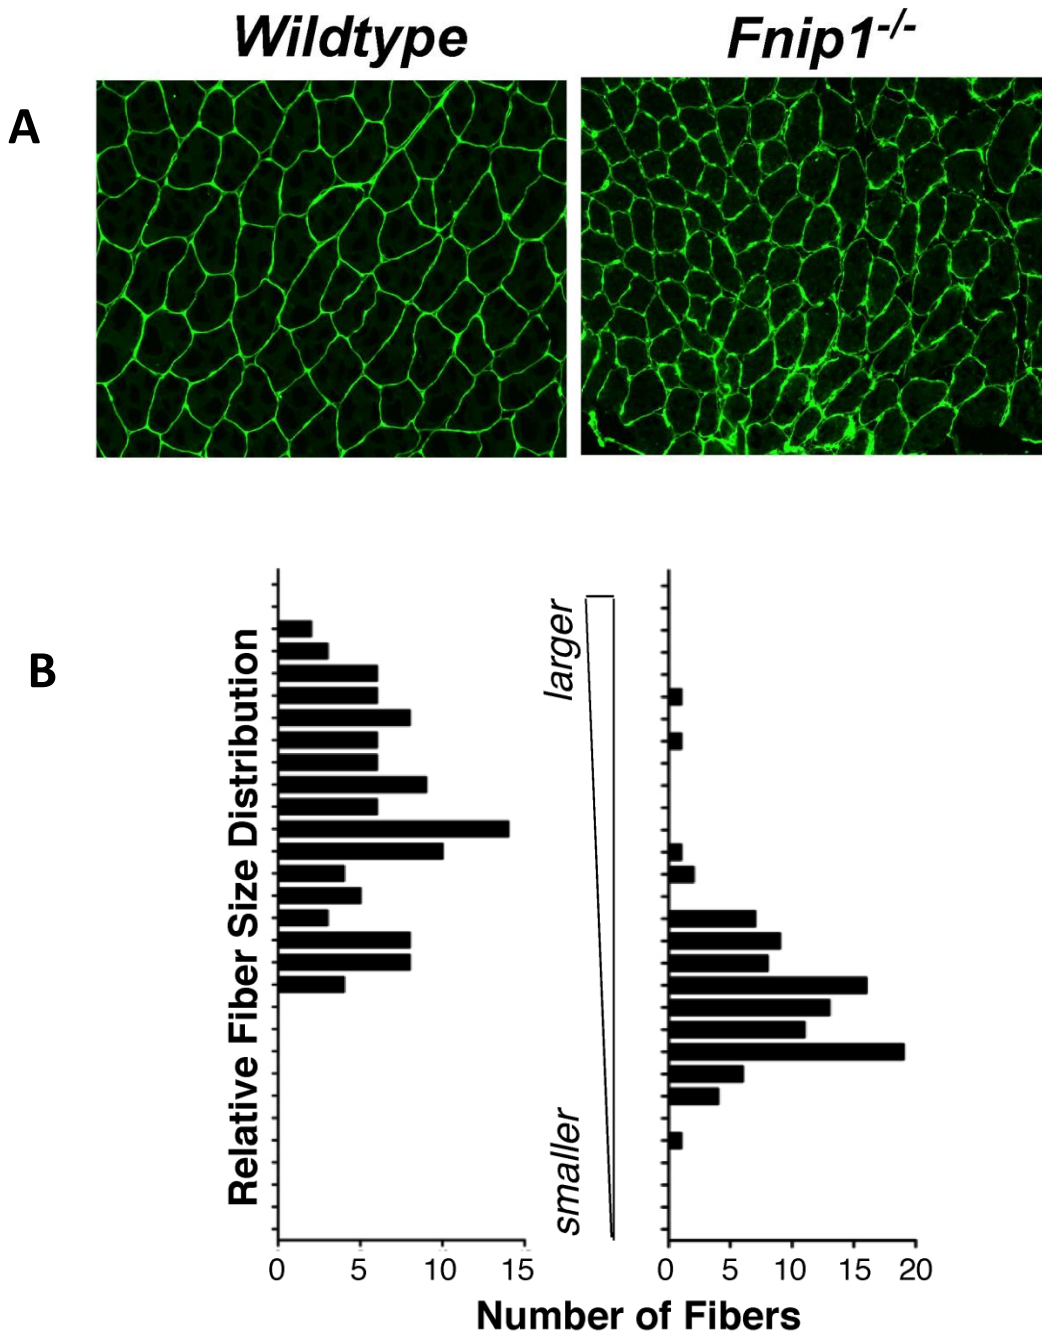 Wildtype
Fnip1-/-
A
B
Relative Fiber Size Distribution
larger
smaller
0 5 10 15
0 5 10 15 20
Number of Fibers